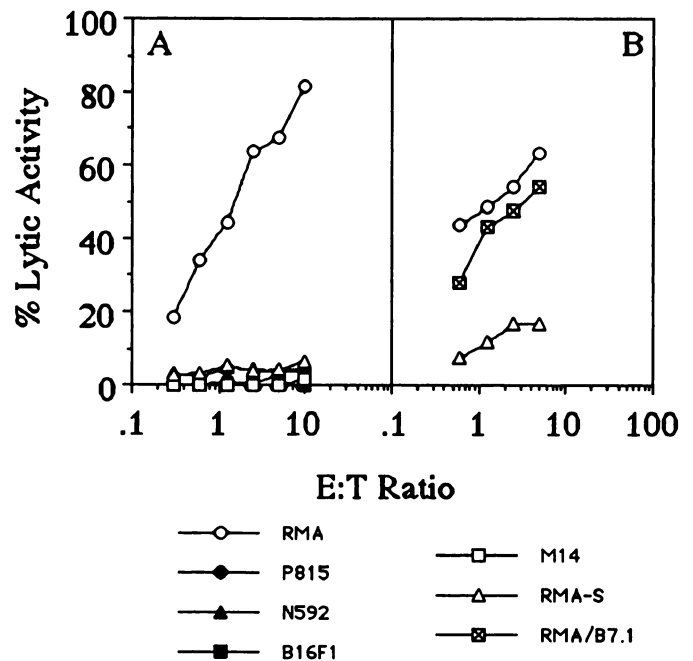 100
80
60
40
20
0
% Lytic Activity
A
B
.1 1 10 .1 1 10 100
E:T Ratio
RMA
P815
N592
B16F1
M14
RMA-S
RMA/B7.1